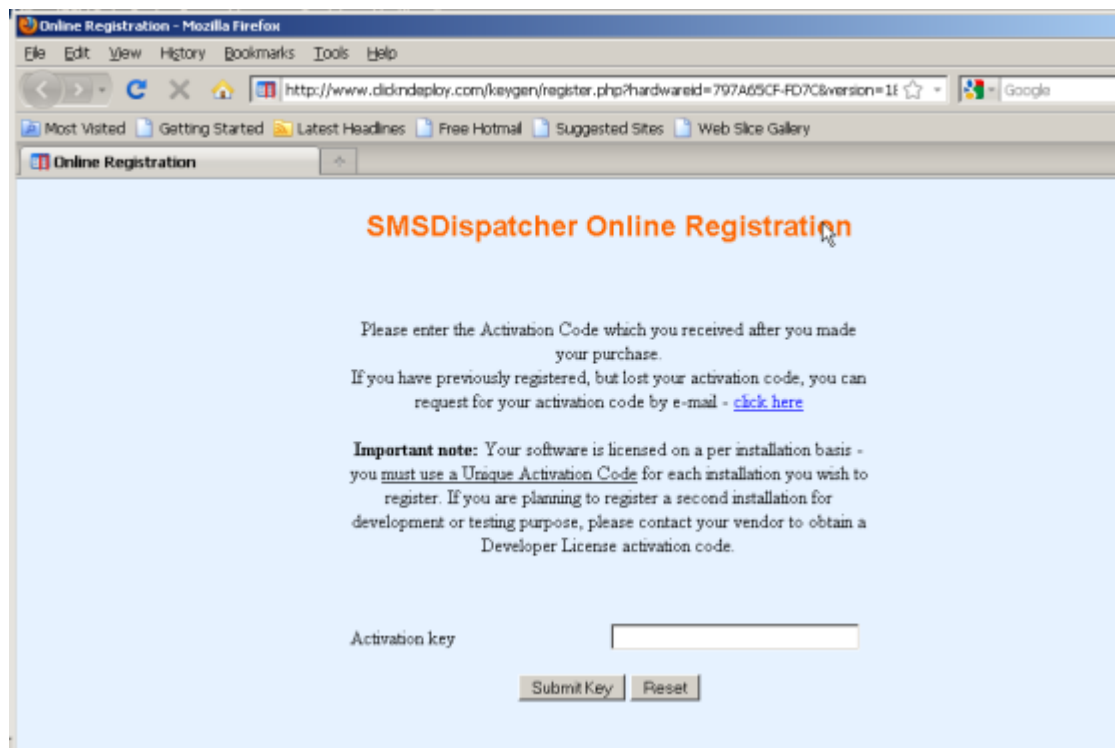 Online Registration - Mozilla Firefox
File Edit View History Bookmarks Tools Help
http://www.clickndeploy.com/keygen/register.php?hardwareid=797A65CF-FD7C&version=18 Google
Most Visited Getting Started Latest Headlines Free Hotmail Suggested Sites Web Slice Gallery
Online Registration
SMSDispatcher Online Registration
Please enter the Activation Code which you received after you made
your purchase.
If you have previously registered, but lost your activation code, you can
request for your activation code by e-mail - click here
Important note: Your software is licensed on a per installation basis -
you must use a Unique Activation Code for each installation you wish to
register. If you are planning to register a second installation for
development or testing purpose, please contact your vendor to obtain a
Developer License activation code.
Activation key
Submit Key Reset